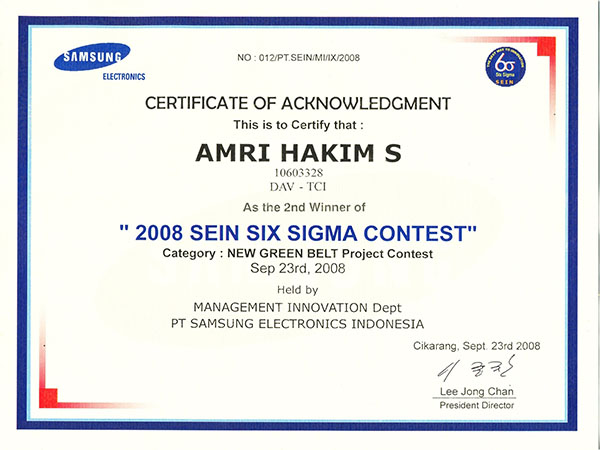 SAMSUNG
ELECTRONICS
NO : 012/PT.SEIN/MI/IX/2008
6σ
Six Sigma
SEIN
CERTIFICATE OF ACKNOWLEDGMENT
This is to Certify that :
AMRI HAKIM S
10603328
DAV - TCI
As the 2nd Winner of
" 2008 SEIN SIX SIGMA CONTEST"
Category : NEW GREEN BELT Project Contest
Sep 23rd, 2008
Held by
MANAGEMENT INNOVATION Dept
PT SAMSUNG ELECTRONICS INDONESIA
Cikarang, Sept. 23rd 2008
Lee Jong Chan
President Director